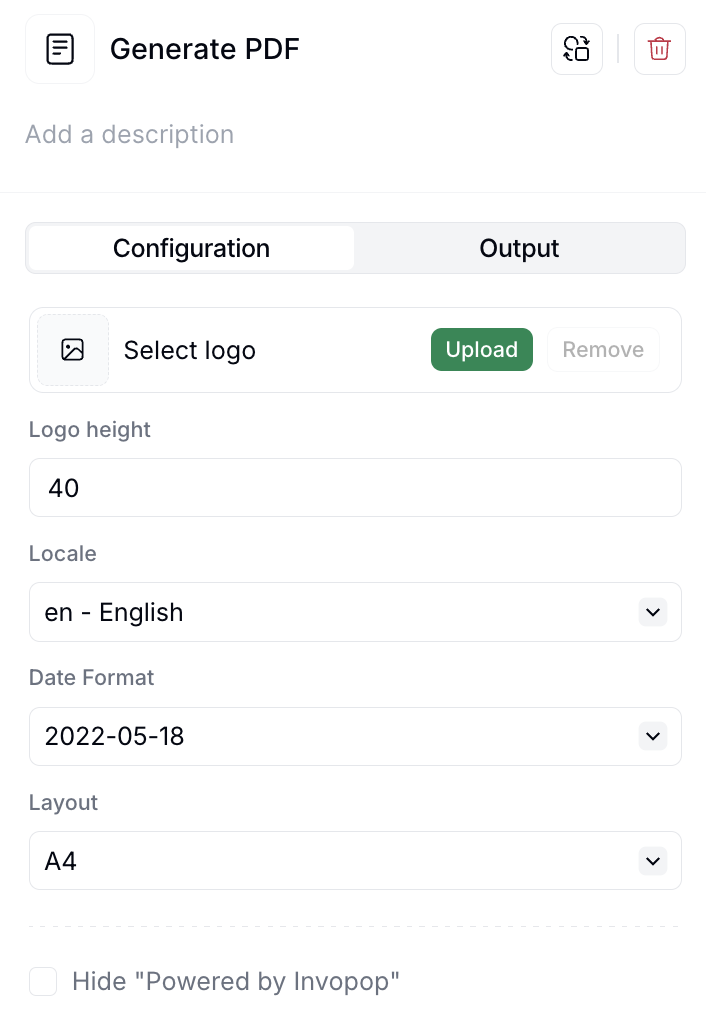 Generate PDF
Add a description
Configuration Output
Select logo Upload Remove
Logo height
40
Locale
en - English
Date Format
2022-05-18
Layout
A4
Hide "Powered by Invopop"